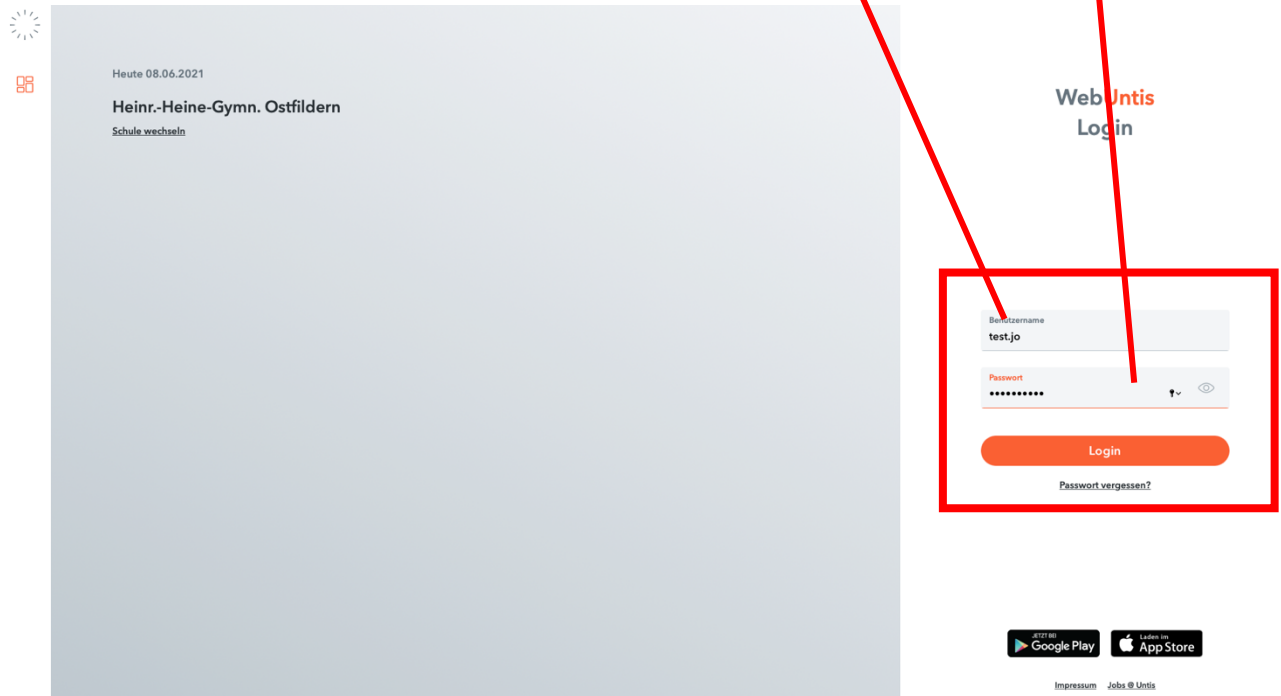 Heute 08.06.2021
Heinr.-Heine-Gymn. Ostfildern
Schule wechseln
WebUntis
Login
Benutzername
test.jo
Passwort
••••••••••
Login
Passwort vergessen?
JETZT BEI
Google Play
Laden im
App Store
Impressum Jobs @ Untis